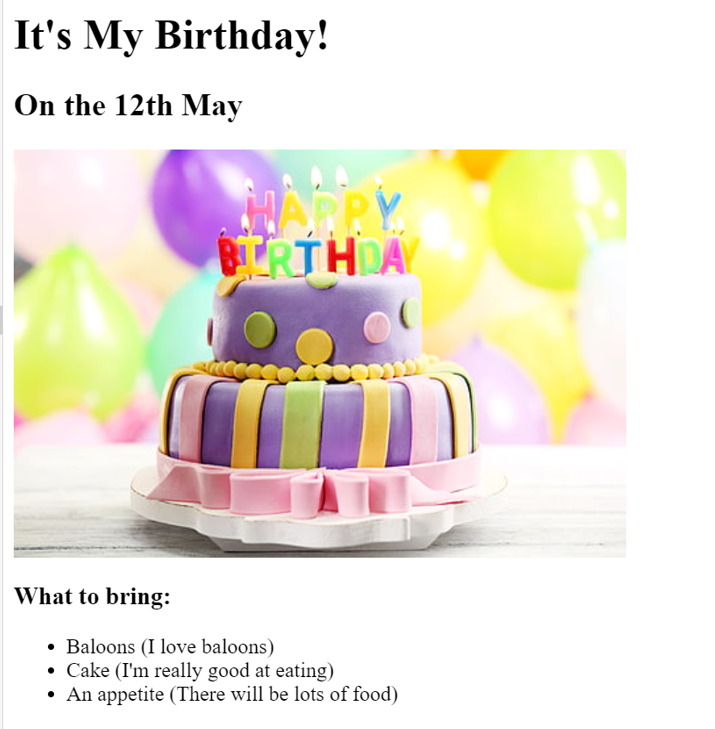 It's My Birthday!
On the 12th May
HAPPY
BIRTHDAY
What to bring:
Baloons (I love baloons)
Cake (I'm really good at eating)
An appetite (There will be lots of food)